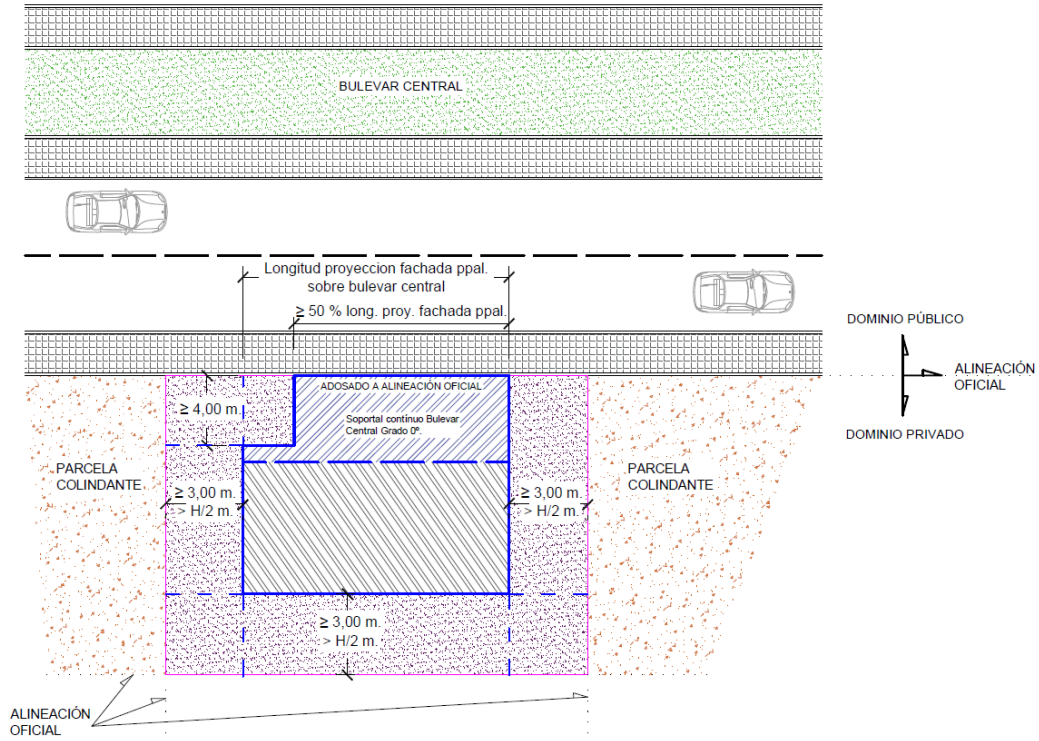 BULEVAR CENTRAL
Longitud proyeccion fachada ppal.
sobre bulevar central
≥ 50 % long. proy. fachada ppal.
DOMINIO PÚBLICO
ALINEACIÓN
OFICIAL
DOMINIO PRIVADO
ADOSADO A ALINEACIÓN OFICIAL
≥ 4,00 m.
Soportal contínuo Bulevar
Central Grado 0º.
PARCELA
COLINDANTE
PARCELA
COLINDANTE
≥ 3,00 m.
> H/2 m.
≥ 3,00 m.
> H/2 m.
≥ 3,00 m.
> H/2 m.
ALINEACIÓN
OFICIAL